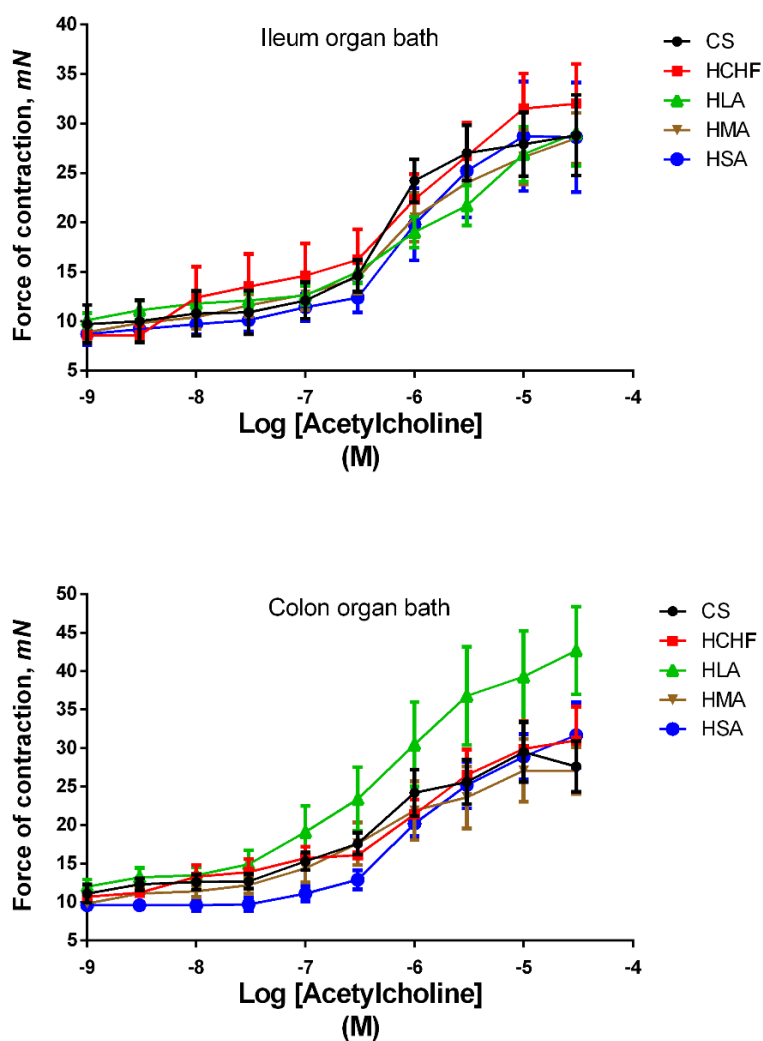 Ileum organ bath
Force of contraction, mN
40
35
30
25
20
15
10
5
-9 -8 -7 -6 -5 -4
Log [Acetylcholine]
(M)
CS
HCHF
HLA
HMA
HSA
Colon organ bath
Force of contraction, mN
50
45
40
35
30
25
20
15
10
5
-9 -8 -7 -6 -5 -4
Log [Acetylcholine]
(M)
CS
HCHF
HLA
HMA
HSA